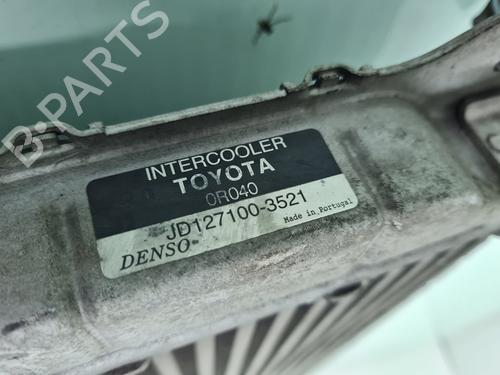 B-PARTS
INTERCOOLER
TOYOTA
0R040
JD127100-3521
DENSO Made in Portugal